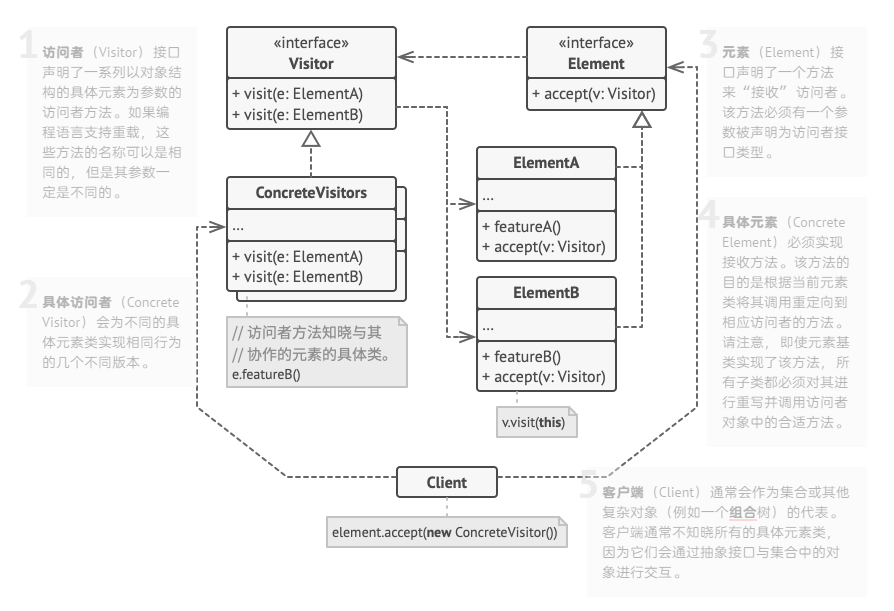 1
访问者（Visitor）接口
声明了一系列以对象结
构的具体元素为参数的
访问者方法。如果编
程语言支持重载，这
些方法的名称可以是相
同的，但是其参数一
定是不同的。
2
具体访问者（Concrete
Visitor）会为不同的具
体元素类实现相同行为
的几个不同版本。
«interface»
Visitor
+ visit(e: ElementA)
+ visit(e: ElementB)
ConcreteVisitors
...
+ visit(e: ElementA)
+ visit(e: ElementB)
// 访问者方法知晓与其
// 协作的元素的具体类。
e.featureB()
«interface»
Element
+ accept(v: Visitor)
ElementA
...
+ featureA()
+ accept(v: Visitor)
ElementB
...
+ featureB()
+ accept(v: Visitor)
v.visit(this)
Client
element.accept(new ConcreteVisitor())
3
元素（Element）接
口声明了一个方法
来“接收”访问者。
该方法必须有一个参
数被声明为访问者接
口类型。
4
具体元素（Concrete
Element）必须实现
接收方法。该方法的
目的是根据当前元素
类将其调用重定向到
相应访问者的方法。
请注意，即使元素基
类实现了该方法，所
有子类都必须对其进
行重写并调用访问者
对象中的合适方法。
5
客户端（Client）通常会作为集合或其他
复杂对象（例如一个组合树）的代表。
客户端通常不知晓所有的具体元素类，
因为它们会通过抽象接口与集合中的对
象进行交互。